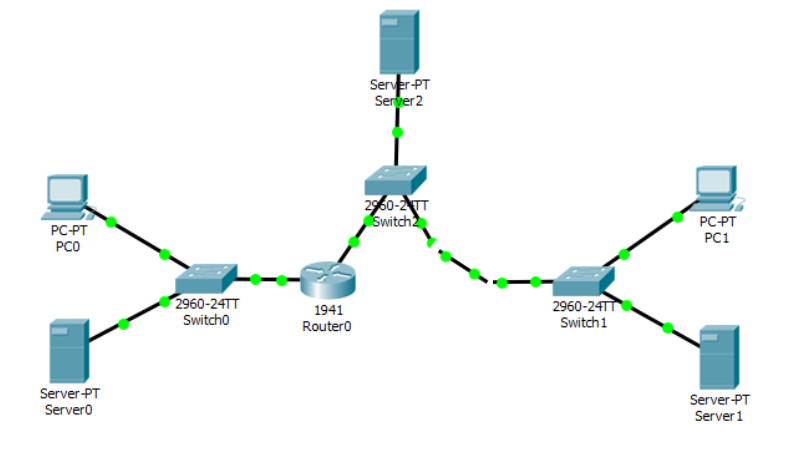 Server-PT
Server2
2960-24TT
Switch2
PC-PT
PC0
PC-PT
PC1
2960-24TT
Switch0
1941
Router0
2960-24TT
Switch1
Server-PT
Server0
Server-PT
Server1